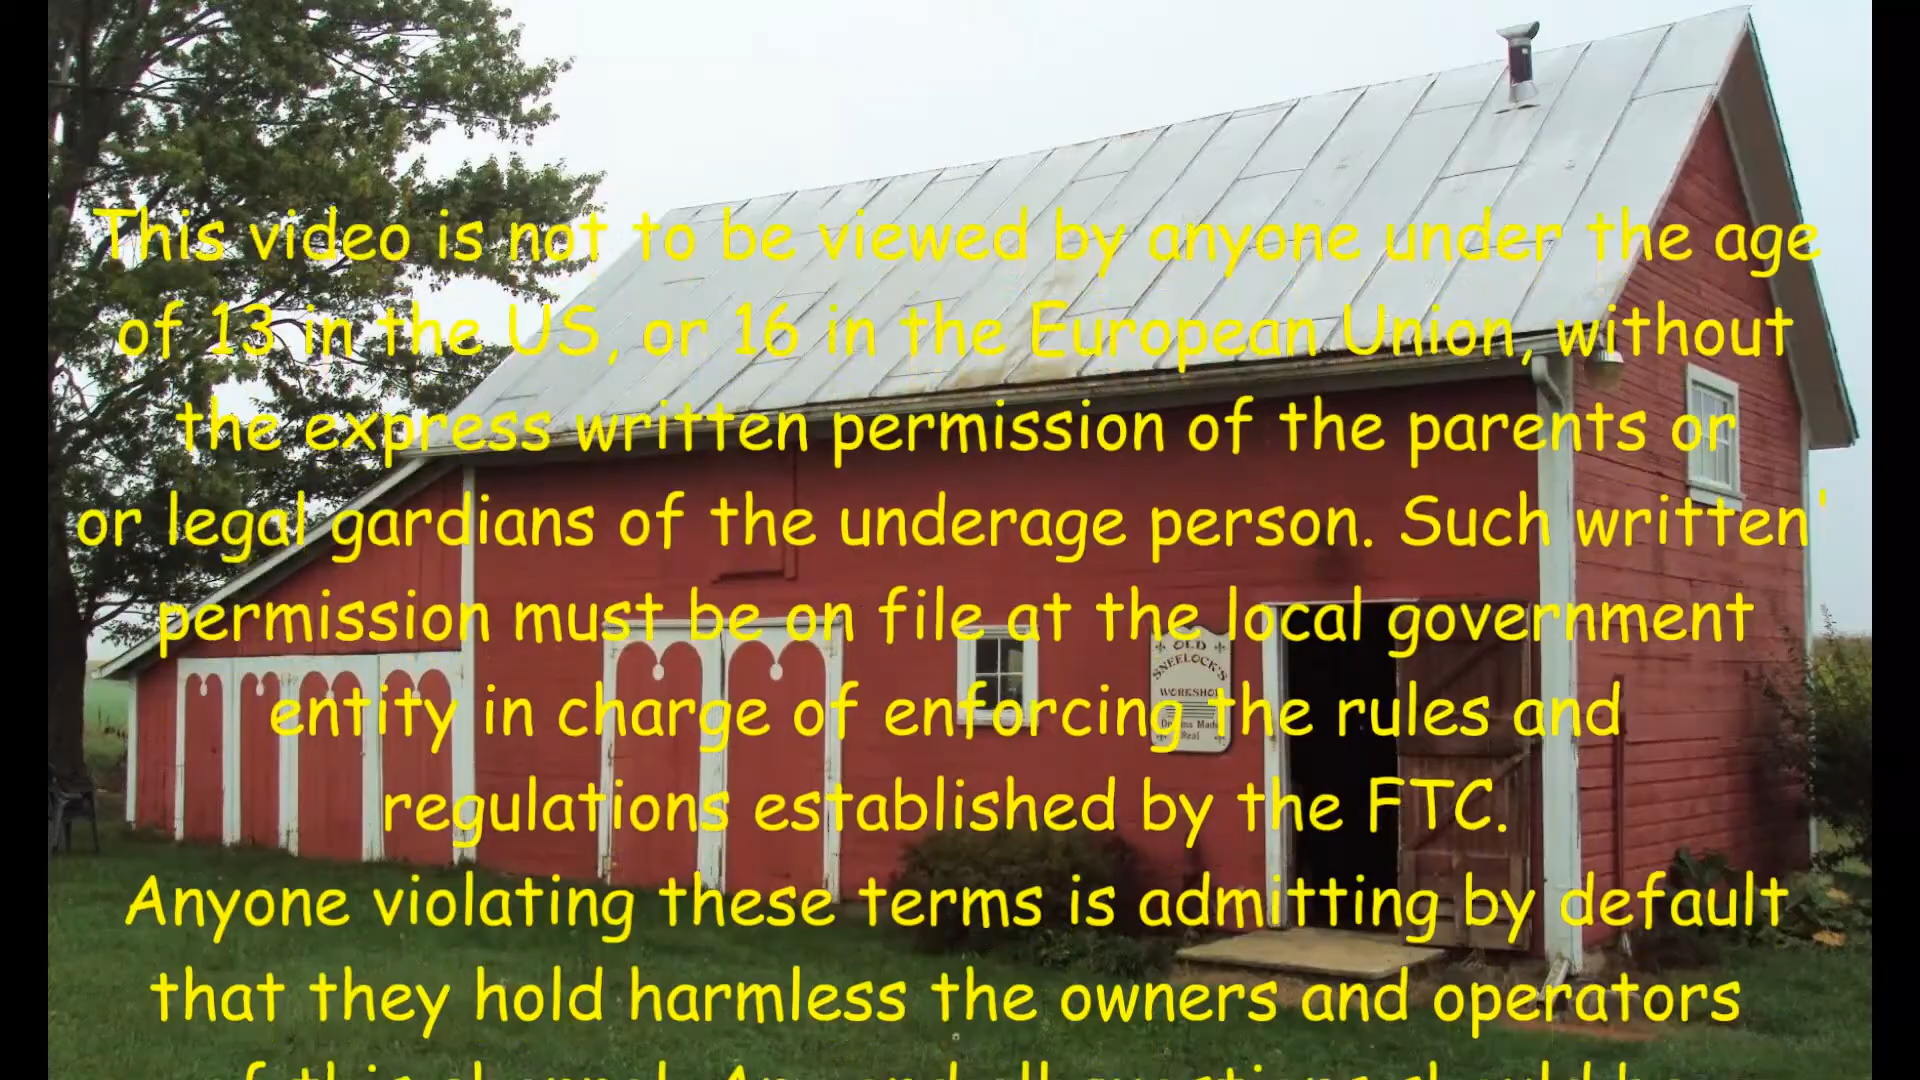 This video is not to be viewed by anyone under the age
of 13 in the US, or 16 in the European Union, without
the express written permission of the parents or
or legal gardians of the underage person. Such written'
permission must be on file at the local government
entity in charge of enforcing the rules and
regulations established by the FTC.
Anyone violating these terms is admitting by default
that they hold harmless the owners and operators
OLD
SNEELOCK'S
WORKSHOP
Dreams Made
Real